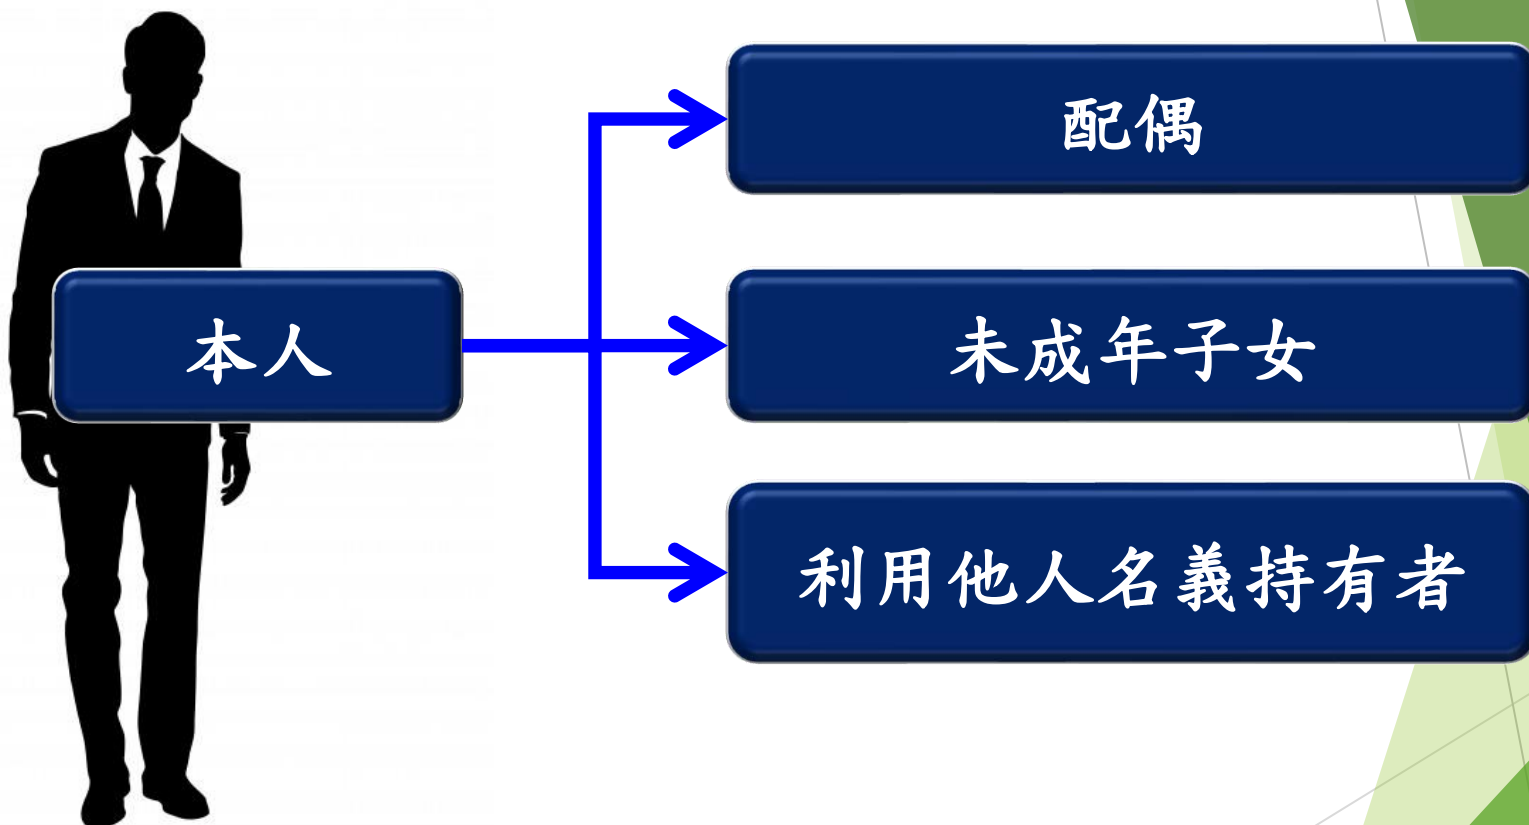 本人
配偶
未成年子女
利用他人名義持有者